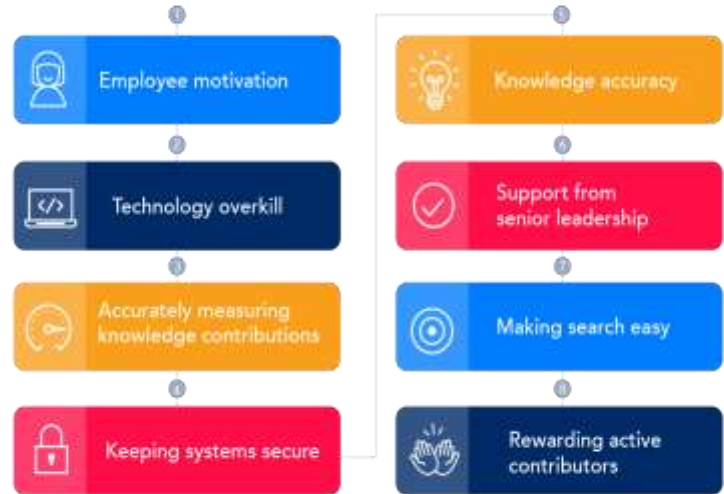 1
Employee motivation
2
Technology overkill
3
Accurately measuring
knowledge contributions
4
Keeping systems secure
5
Knowledge accuracy
6
Support from
senior leadership
7
Making search easy
8
Rewarding active
contributors